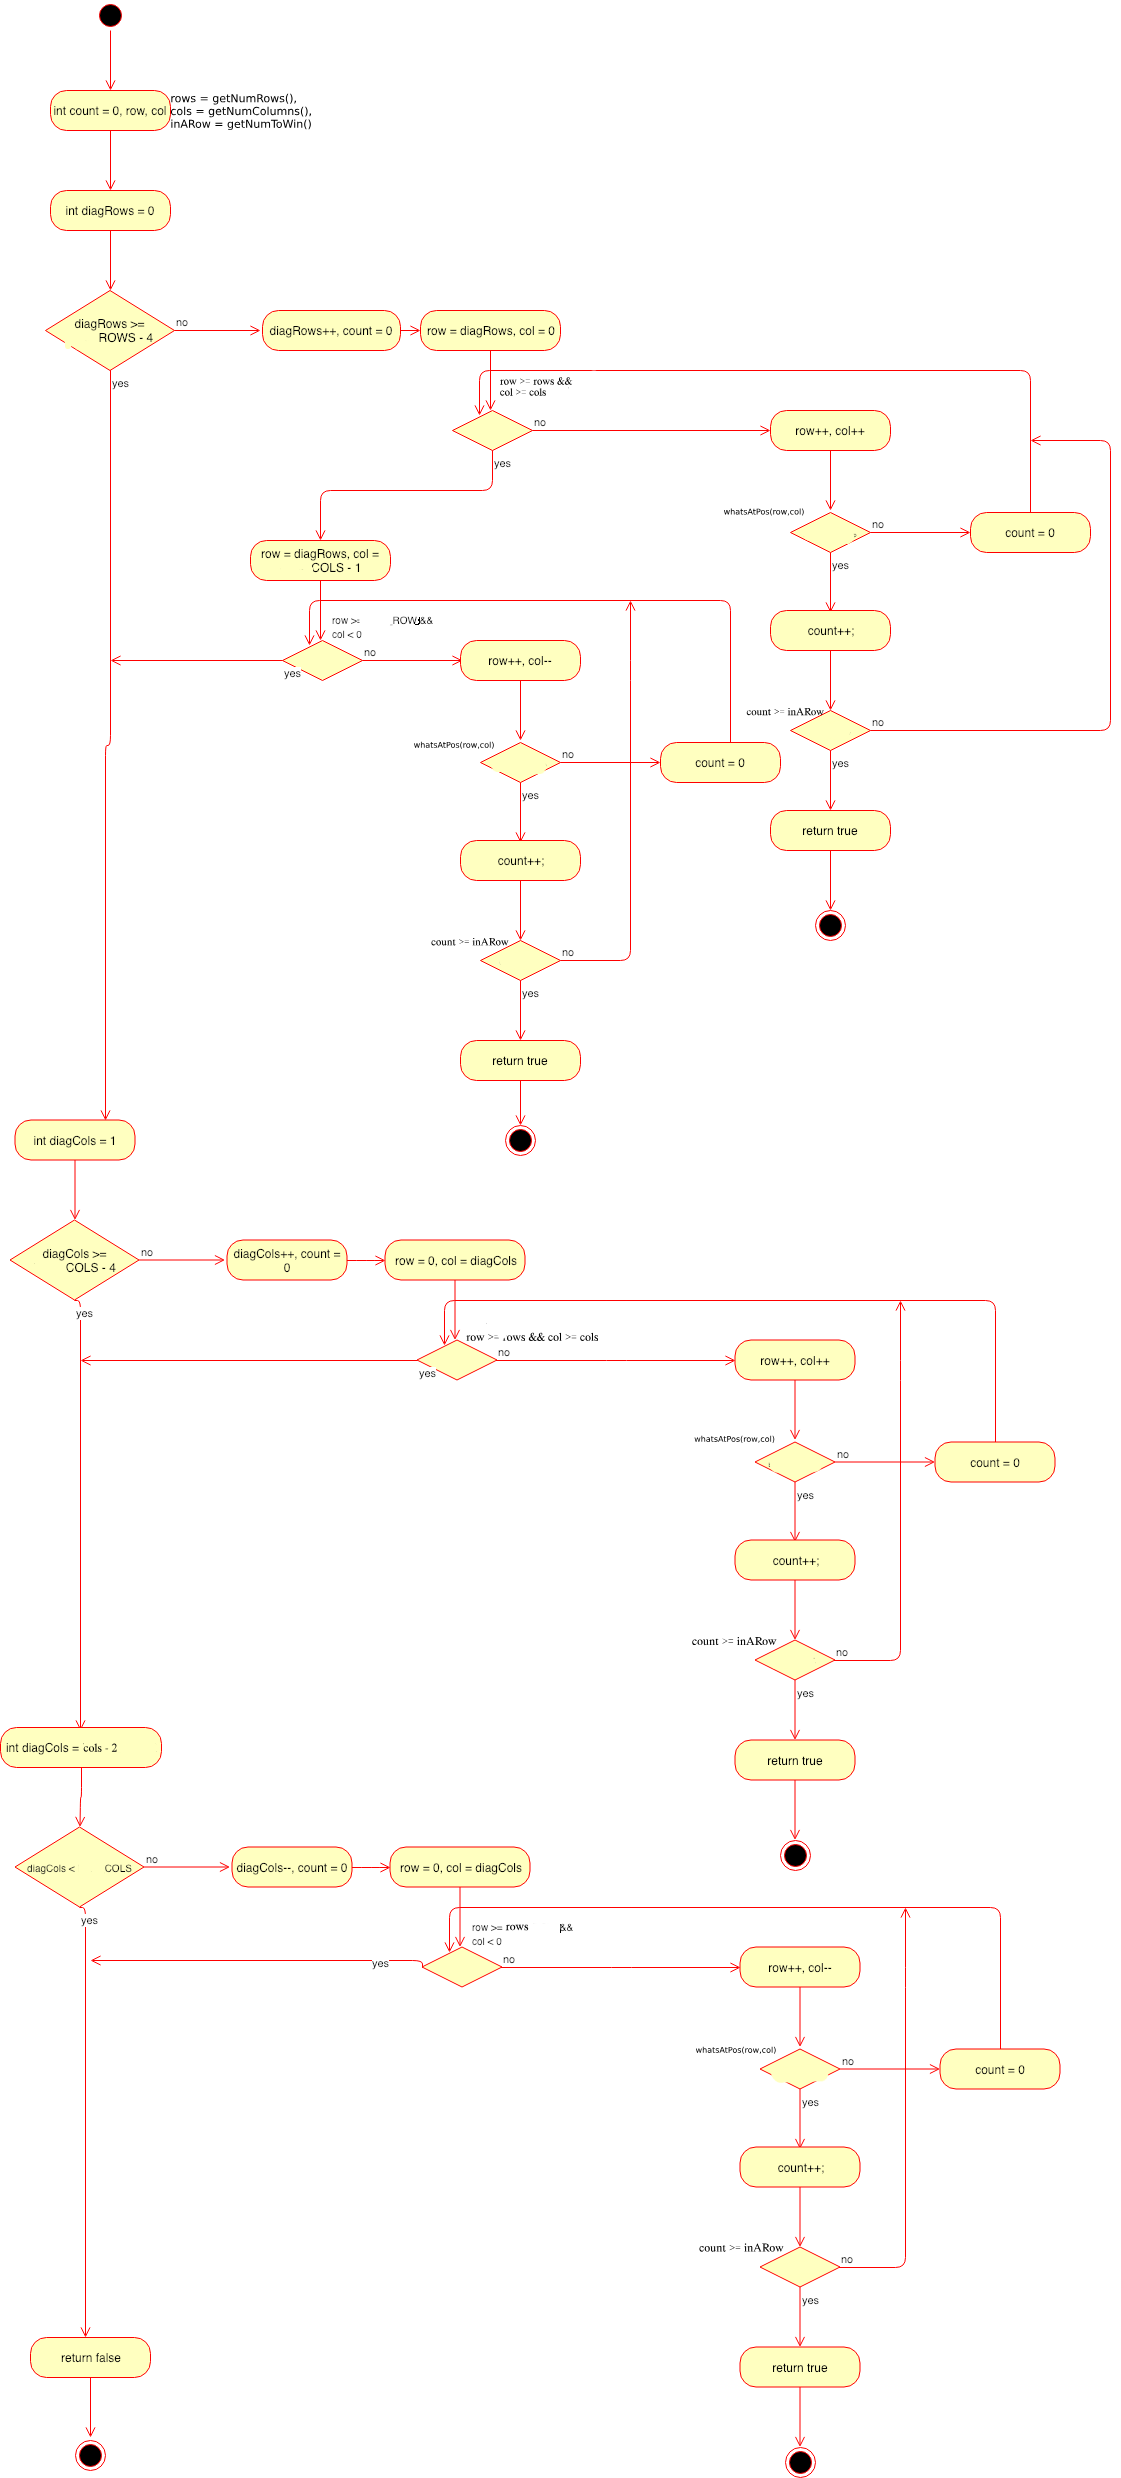 int count = 0, row, col
rows = getNumRows(),
cols = getNumColumns(),
inARow = getNumToWin()
int diagRows = 0
diagRows >=
ROWS - 4
no
yes
diagRows++, count = 0
row = diagRows, col = 0
row >= rows &&
col >= cols
no
yes
row++, col++
whatsAtPos(row,col)
no
yes
count = 0
count++;
count >= inARow
no
yes
return true
row = diagRows, col =
COLS - 1
row >= ROW &&
col < 0
no
yes
row++, col--
whatsAtPos(row,col)
no
yes
count = 0
count++;
count >= inARow
no
yes
return true
int diagCols = 1
diagCols >=
COLS - 4
no
yes
diagCols++, count =
0
row = 0, col = diagCols
row >= rows && col >= cols
no
yes
row++, col++
whatsAtPos(row,col)
no
yes
count = 0
count++;
count >= inARow
no
yes
return true
int diagCols = cols - 2
diagCols < COLS
no
yes
diagCols--, count = 0
row = 0, col = diagCols
row >= rows &&
col < 0
no
yes
row++, col--
whatsAtPos(row,col)
no
yes
count = 0
count++;
count >= inARow
no
yes
return true
return false